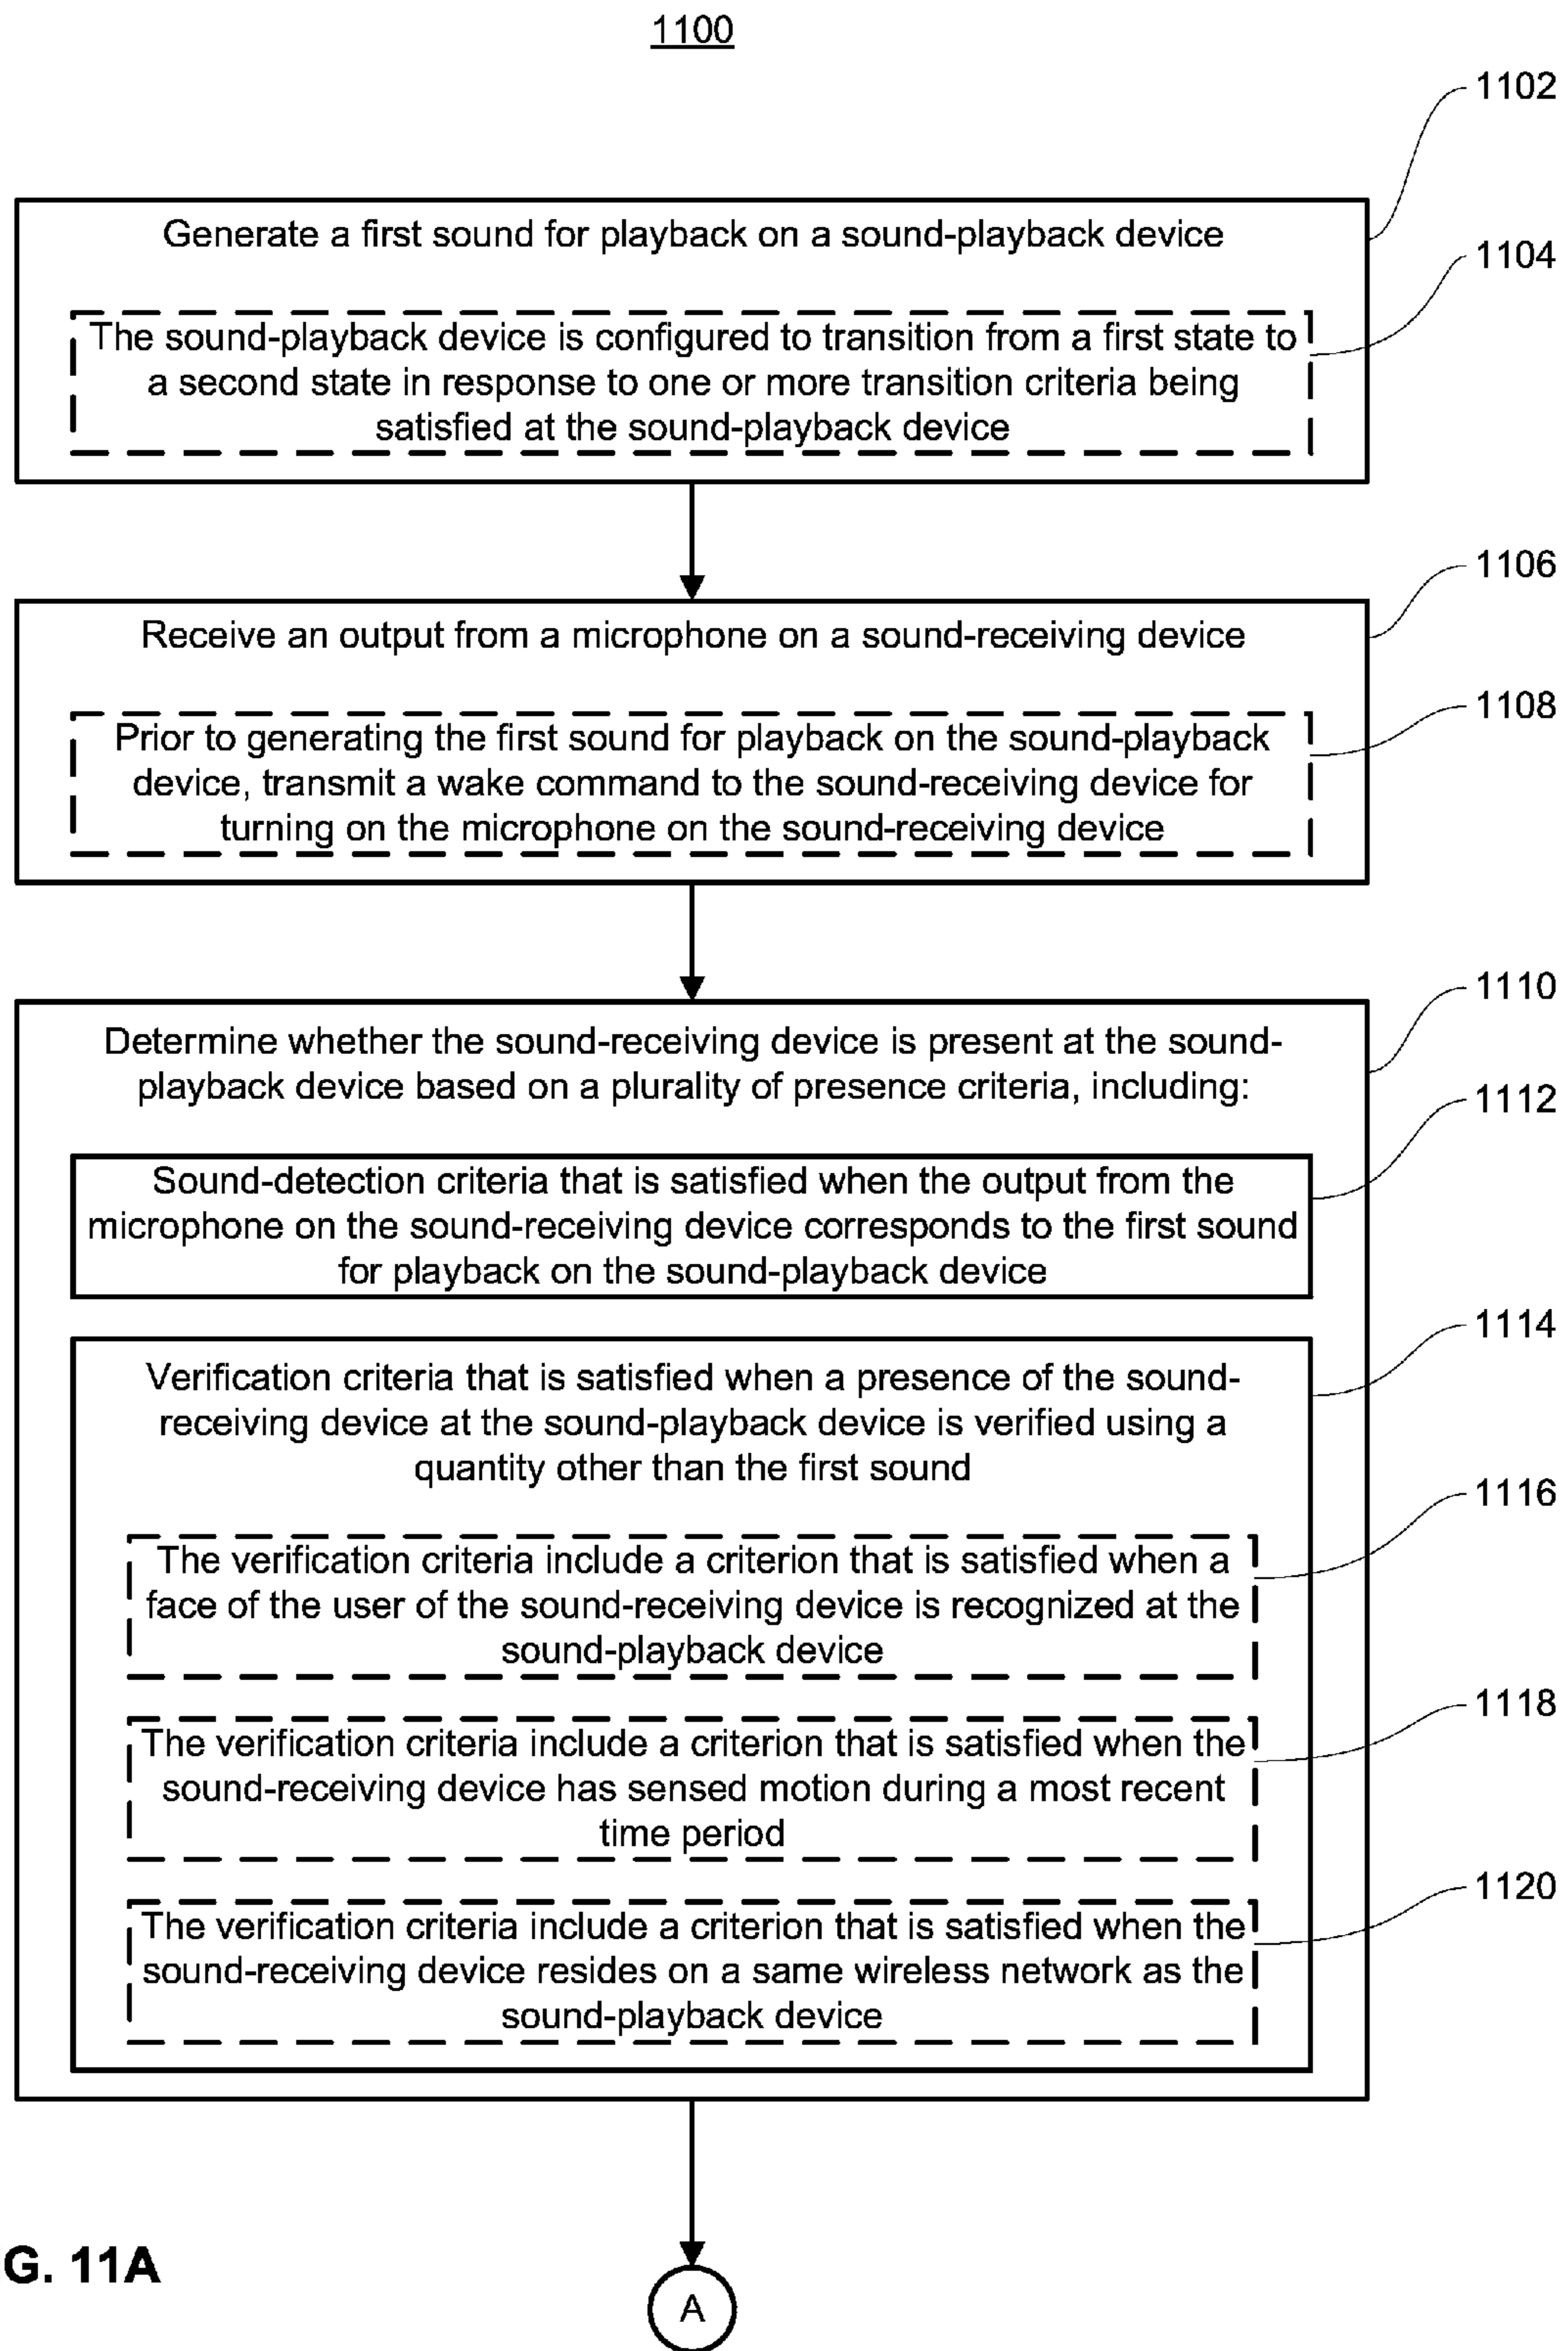 1100
1102
Generate a first sound for playback on a sound-playback device
1104
The sound-playback device is configured to transition from a first state to
a second state in response to one or more transition criteria being
satisfied at the sound-playback device
1106
Receive an output from a microphone on a sound-receiving device
1108
Prior to generating the first sound for playback on the sound-playback
device, transmit a wake command to the sound-receiving device for
turning on the microphone on the sound-receiving device
1110
Determine whether the sound-receiving device is present at the sound-
playback device based on a plurality of presence criteria, including:
1112
Sound-detection criteria that is satisfied when the output from the
microphone on the sound-receiving device corresponds to the first sound
for playback on the sound-playback device
1114
Verification criteria that is satisfied when a presence of the sound-
receiving device at the sound-playback device is verified using a
quantity other than the first sound
1116
The verification criteria include a criterion that is satisfied when a
face of the user of the sound-receiving device is recognized at the
sound-playback device
1118
The verification criteria include a criterion that is satisfied when the
sound-receiving device has sensed motion during a most recent
time period
1120
The verification criteria include a criterion that is satisfied when the
sound-receiving device resides on a same wireless network as the
sound-playback device
G. 11A
A